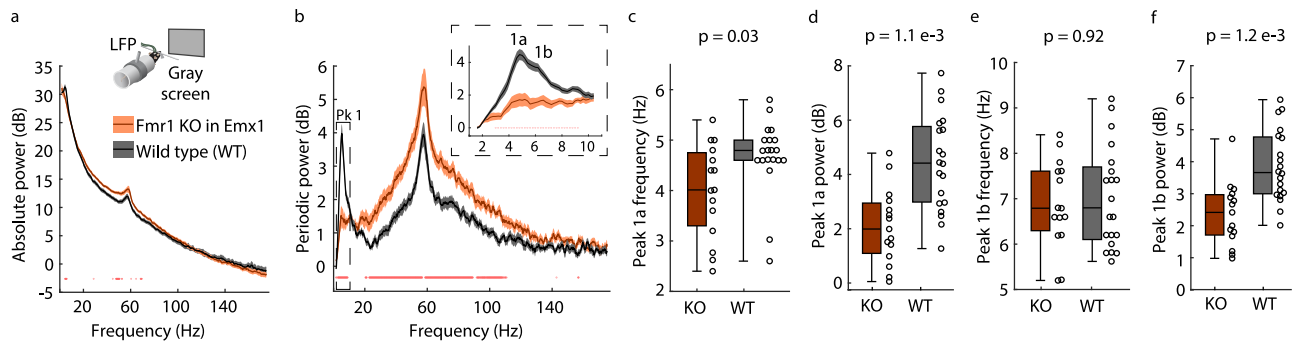 a
LFP
Gray
screen
Fmr1 KO in Emx1
Wild type (WT)
Absolute power (dB)
35
30
25
20
15
10
5
0
-5
20
60
140
Frequency (Hz)
b
Pk 1
1a
1b
4
2
0
2
4
6
8
10
Periodic power (dB)
6
5
4
3
2
1
0
20
60
140
Frequency (Hz)
c
p = 0.03
Peak 1a frequency (Hz)
6
5
4
3
2
KO
WT
d
p = 1.1 e-3
Peak 1a power (dB)
8
7
6
5
4
3
2
1
0
KO
WT
e
p = 0.92
Peak 1b frequency (Hz)
10
9
8
7
6
5
KO
WT
f
p = 1.2 e-3
Peak 1b power (dB)
7
6
5
4
3
2
1
0
KO
WT